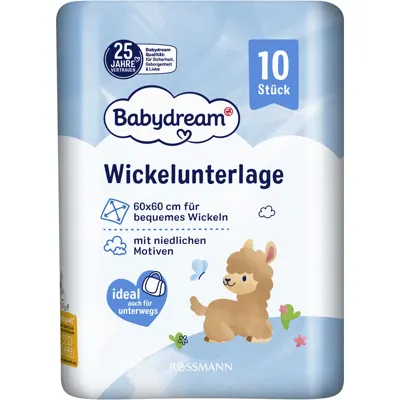 25
JAHRE
VERTRAUEN
Babydream
Qualität:
für Sicherheit,
Geborgenheit
& Liebe
10
Stück
Babydream
Wickelunterlage
60x60 cm für
bequemes Wickeln
mit niedlichen
Motiven
ideal
auch für
unterwegs
ROSSMANN